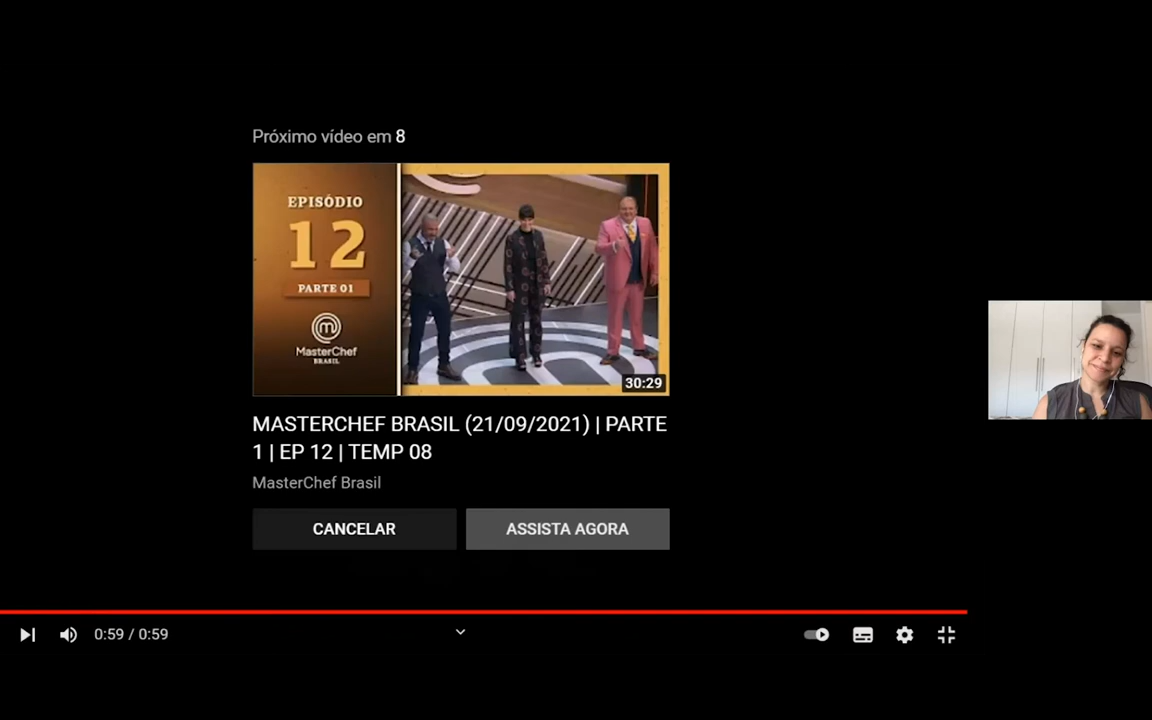 Próximo vídeo em 8
EPISÓDIO
12
PARTE 01
MasterChef
BRASIL
30:29
MASTERCHEF BRASIL (21/09/2021) | PARTE
1 | EP 12 | TEMP 08
MasterChef Brasil
CANCELAR
ASSISTA AGORA
0:59 / 0:59